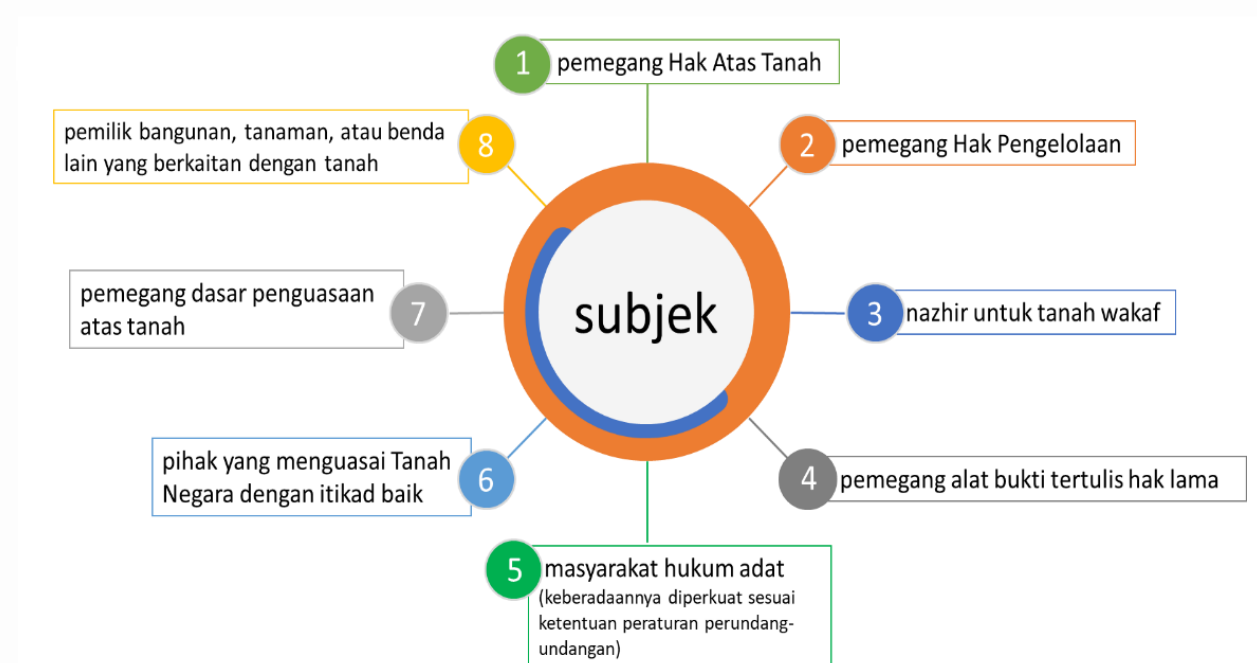 1 pemegang Hak Atas Tanah
2 pemegang Hak Pengelolaan
3 nazhir untuk tanah wakaf
4 pemegang alat bukti tertulis hak lama
5 masyarakat hukum adat
(keberadaannya diperkuat sesuai
ketentuan peraturan perundang-
undangan)
6 pihak yang menguasai Tanah
Negara dengan itikad baik
7 pemegang dasar penguasaan
atas tanah
8 pemilik bangunan, tanaman, atau benda
lain yang berkaitan dengan tanah
subjek